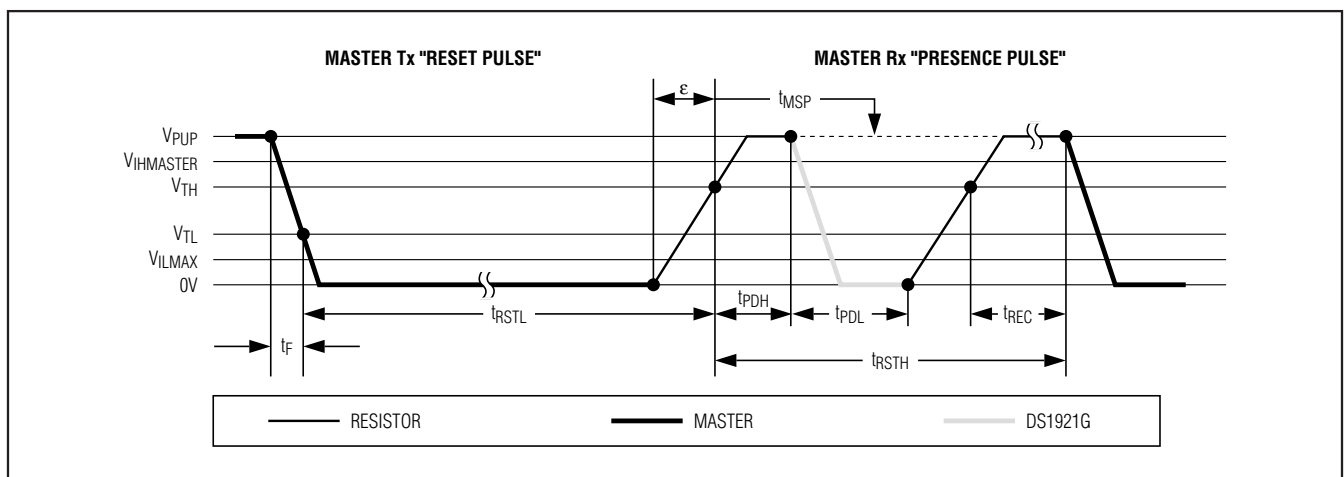 MASTER Tx "RESET PULSE" MASTER Rx "PRESENCE PULSE"
ε tMSP
VPUP
VIHMASTER
VTH
VTL
VILMAX
0V
tRSTL tPDH tPDL tREC
tF tRSTH
RESISTOR MASTER DS1921G